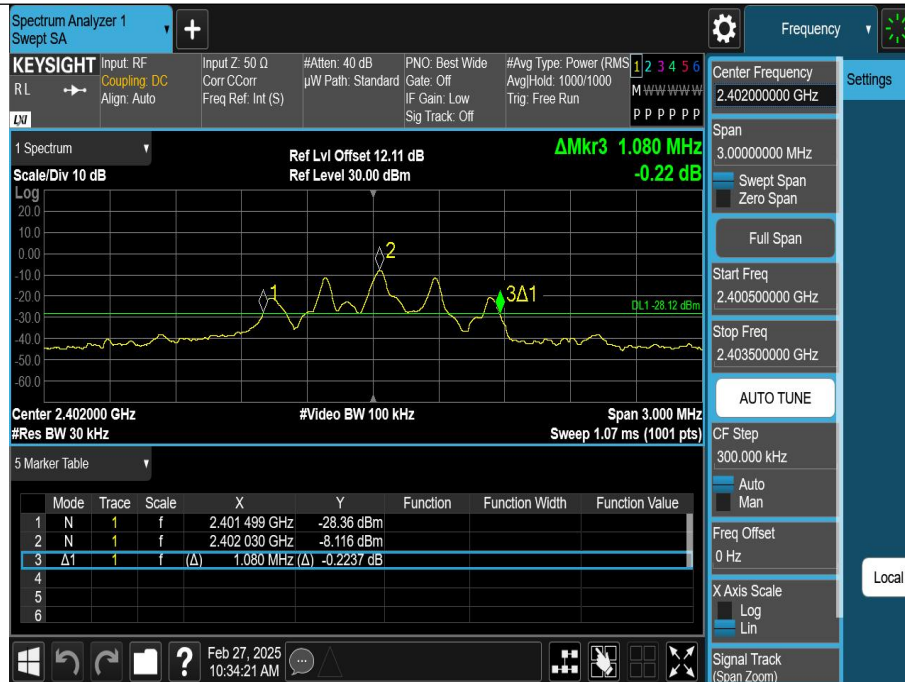 Spectrum Analyzer 1
Swept SA
+
Frequency
KEYSIGHT
RL
LXI
Input: RF
Coupling: DC
Align: Auto
Input Z: 50 Ω
Corr CCorr
Freq Ref: Int (S)
#Atten: 40 dB
µW Path: Standard
PNO: Best Wide
Gate: Off
IF Gain: Low
Sig Track: Off
#Avg Type: Power (RMS
Avg|Hold: 1000/1000
Trig: Free Run
1 2 3 4 5 6
M W W W W W
P P P P P P
1 Spectrum
Scale/Div 10 dB
Ref Lvl Offset 12.11 dB
Ref Level 30.00 dBm
ΔMkr3 1.080 MHz
-0.22 dB
Log
20.0
10.0
0.00
-10.0
-20.0
-30.0
-40.0
-50.0
-60.0
1
2
3Δ1
DL1 -28.12 dBm
Center 2.402000 GHz
#Res BW 30 kHz
#Video BW 100 kHz
Span 3.000 MHz
Sweep 1.07 ms (1001 pts)
5 Marker Table
Mode Trace Scale X Y Function Function Width Function Value
1 N 1 f 2.401 499 GHz -28.36 dBm
2 N 1 f 2.402 030 GHz -8.116 dBm
3 Δ1 1 f (Δ) 1.080 MHz (Δ) -0.2237 dB
4
5
6
Feb 27, 2025
10:34:21 AM
?
Center Frequency
2.402000000 GHz
Span
3.00000000 MHz
Swept Span
Zero Span
Full Span
Start Freq
2.400500000 GHz
Stop Freq
2.403500000 GHz
AUTO TUNE
CF Step
300.000 kHz
Auto
Man
Freq Offset
0 Hz
X Axis Scale
Log
Lin
Signal Track
(Span Zoom)
Settings
Local